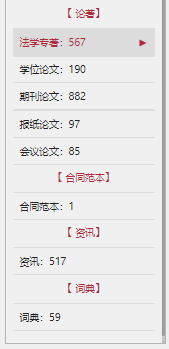 【 论著】
法学专著：567
学位论文：190
期刊论文：882
报纸论文：97
会议论文：85
【 合同范本】
合同范本：1
【 资讯】
资讯：517
【 词典】
词典：59